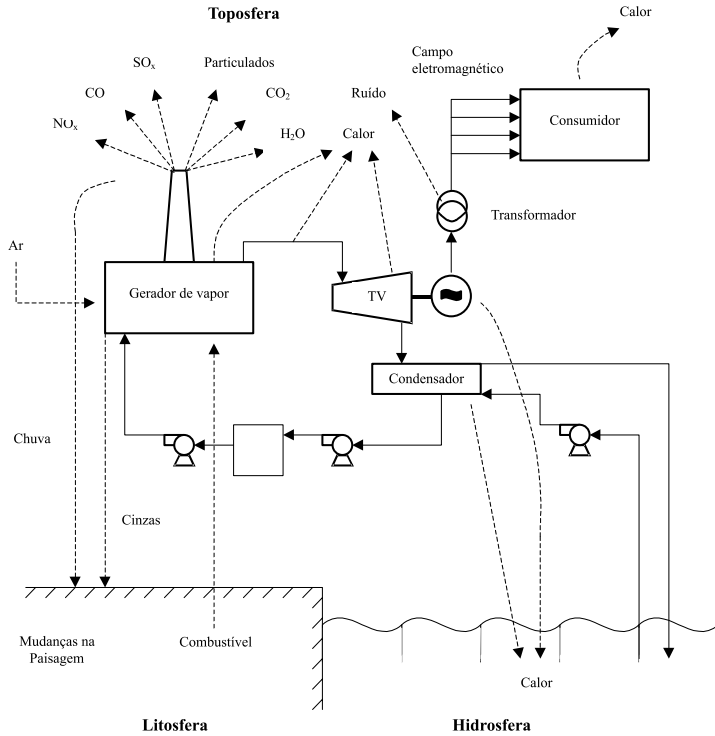 Toposfera
Calor
SOₓ
Particulados
Campo
eletromagnético
CO
CO₂
Ruído
NOₓ
H₂O
Calor
Consumidor
Transformador
Ar
Gerador de vapor
TV
Condensador
Chuva
Cinzas
Mudanças na
Paisagem
Combustível
Calor
Litosfera
Hidrosfera